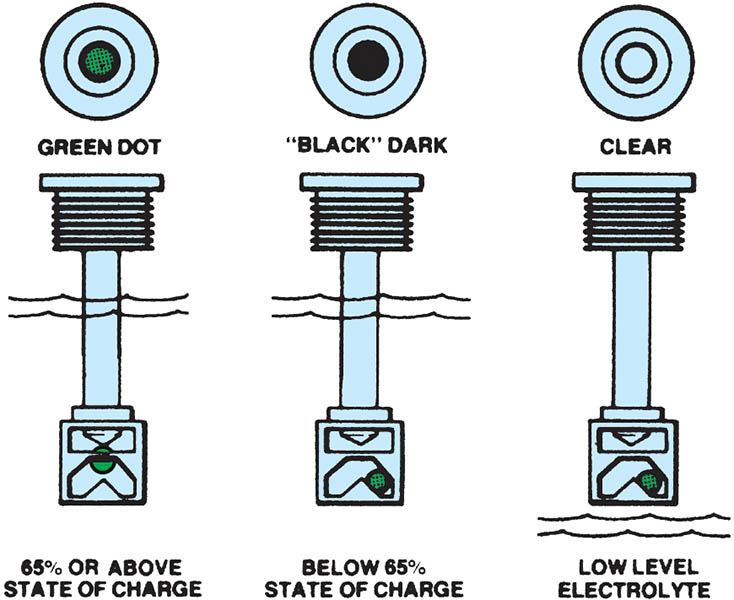 GREEN DOT
"BLACK" DARK
CLEAR
65% OR ABOVE
STATE OF CHARGE
BELOW 65%
STATE OF CHARGE
LOW LEVEL
ELECTROLYTE